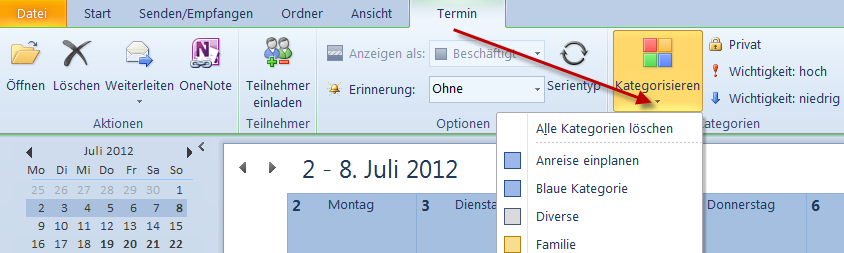 Datei Start Senden/Empfangen Ordner Ansicht Termin
Öffnen Löschen Weiterleiten OneNote
Aktionen
Teilnehmer einladen
Teilnehmer
Anzeigen als: Beschäftigt
Erinnerung: Ohne
Serientyp
Optionen
Kategorisieren
Privat
Wichtigkeit: hoch
Wichtigkeit: niedrig
ategorien
Alle Kategorien löschen
Anreise einplanen
Blaue Kategorie
Diverse
Familie
Juli 2012
Mo Di Mi Do Fr Sa So
25 26 27 28 29 30 1
2 3 4 5 6 7 8
9 10 11 12 13 14 15
16 17 18 19 20 21 22
2 - 8. Juli 2012
2 Montag 3 Diensta Donnerstag 6